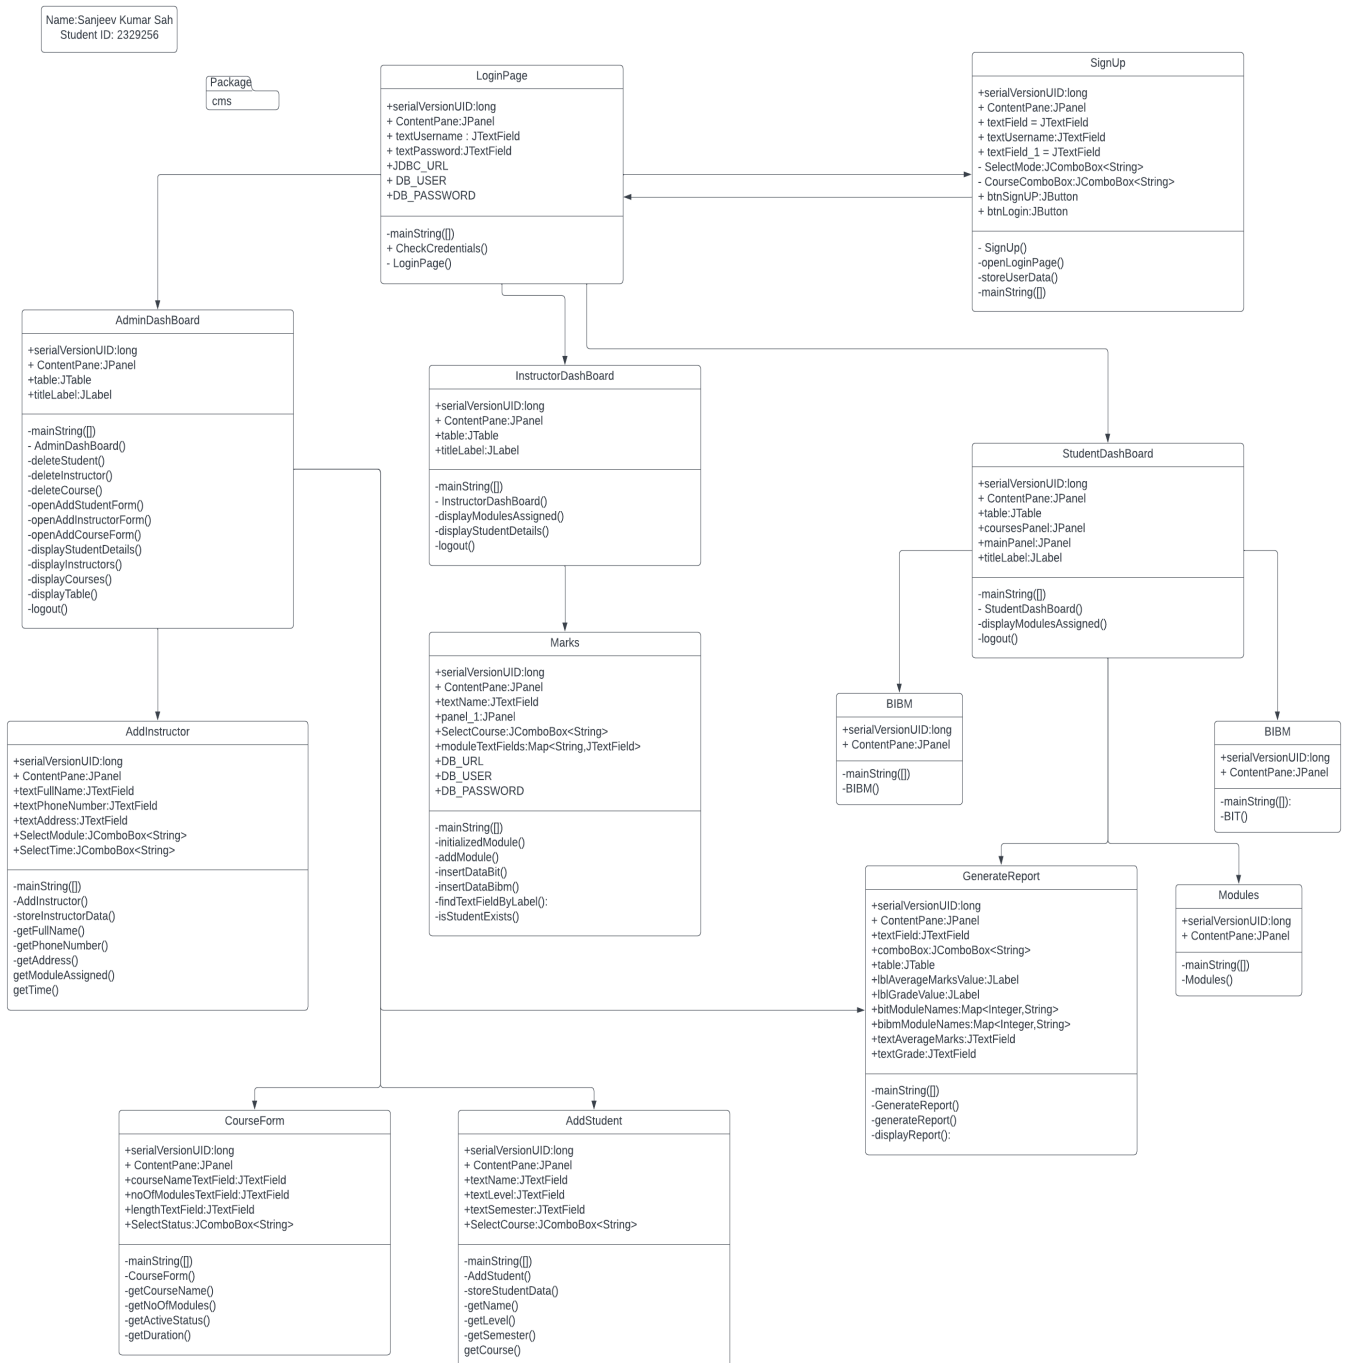 Name:Sanjeev Kumar Sah
Student ID: 2329256
Package
cms
LoginPage
+serialVersionUID:long
+ ContentPane:JPanel
+ textUsername : JTextField
+ textPassword:JTextField
+JDBC_URL
+ DB_USER
+DB_PASSWORD
-mainString([])
+ CheckCredentials()
- LoginPage()
SignUp
+serialVersionUID:long
+ ContentPane:JPanel
+ textField = JTextField
+ textUsername:JTextField
+ textField_1 = JTextField
- SelectMode:JComboBox<String>
- CourseComboBox:JComboBox<String>
+ btnSignUP:JButton
+ btnLogin:JButton
- SignUp()
-openLoginPage()
-storeUserData()
-mainString([])
AdminDashBoard
+serialVersionUID:long
+ ContentPane:JPanel
+table:JTable
+titleLabel:JLabel
-mainString([])
- AdminDashBoard()
-deleteStudent()
-deleteInstructor()
-deleteCourse()
-openAddStudentForm()
-openAddInstructorForm()
-openAddCourseForm()
-displayStudentDetails()
-displayInstructors()
-displayCourses()
-displayTable()
-logout()
InstructorDashBoard
+serialVersionUID:long
+ ContentPane:JPanel
+table:JTable
+titleLabel:JLabel
-mainString([])
- InstructorDashBoard()
-displayModulesAssigned()
-displayStudentDetails()
-logout()
StudentDashBoard
+serialVersionUID:long
+ ContentPane:JPanel
+table:JTable
+coursesPanel:JPanel
+mainPanel:JPanel
+titleLabel:JLabel
-mainString([])
- StudentDashBoard()
-displayModulesAssigned()
-logout()
Marks
+serialVersionUID:long
+ ContentPane:JPanel
+textName:JTextField
+panel_1:JPanel
+SelectCourse:JComboBox<String>
+moduleTextFields:Map<String,JTextField>
+DB_URL
+DB_USER
+DB_PASSWORD
-mainString([])
-initializedModule()
-addModule()
-insertDataBit()
-insertDataBibm()
-findTextFieldByLabel():
-isStudentExists()
BIBM
+serialVersionUID:long
+ ContentPane:JPanel
-mainString([])
-BIBM()
BIBM
+serialVersionUID:long
+ ContentPane:JPanel
-mainString([]):
-BIT()
AddInstructor
+serialVersionUID:long
+ ContentPane:JPanel
+textFullName:JTextField
+textPhoneNumber:JTextField
+textAddress:JTextField
+SelectModule:JComboBox<String>
+SelectTime:JComboBox<String>
-mainString([])
-AddInstructor()
-storeInstructorData()
-getFullName()
-getPhoneNumber()
-getAddress()
getModuleAssigned()
getTime()
GenerateReport
+serialVersionUID:long
+ ContentPane:JPanel
+textField:JTextField
+comboBox:JComboBox<String>
+table:JTable
+lblAverageMarksValue:JLabel
+lblGradeValue:JLabel
+bitModuleNames:Map<Integer,String>
+bibmModuleNames:Map<Integer,String>
+textAverageMarks:JTextField
+textGrade:JTextField
-mainString([])
-GenerateReport()
-generateReport()
-displayReport():
Modules
+serialVersionUID:long
+ ContentPane:JPanel
-mainString([])
-Modules()
CourseForm
+serialVersionUID:long
+ ContentPane:JPanel
+courseNameTextField:JTextField
+noOfModulesTextField:JTextField
+lengthTextField:JTextField
+SelectStatus:JComboBox<String>
-mainString([])
-CourseForm()
-getCourseName()
-getNoOfModules()
-getActiveStatus()
-getDuration()
AddStudent
+serialVersionUID:long
+ ContentPane:JPanel
+textName:JTextField
+textLevel:JTextField
+textSemester:JTextField
+SelectCourse:JComboBox<String>
-mainString([])
-AddStudent()
-storeStudentData()
-getName()
-getLevel()
-getSemester()
getCourse()